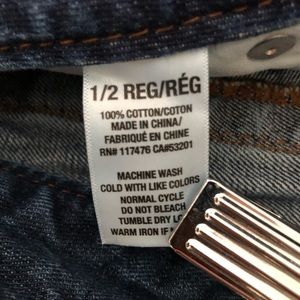 1/2 REG/RÉG
100% COTTON/COTON
MADE IN CHINA/
FABRIQUÉ EN CHINE
RN# 117476 CA#53201
MACHINE WASH
COLD WITH LIKE COLORS
NORMAL CYCLE
DO NOT BLEACH
TUMBLE DRY
WARM IRON IF